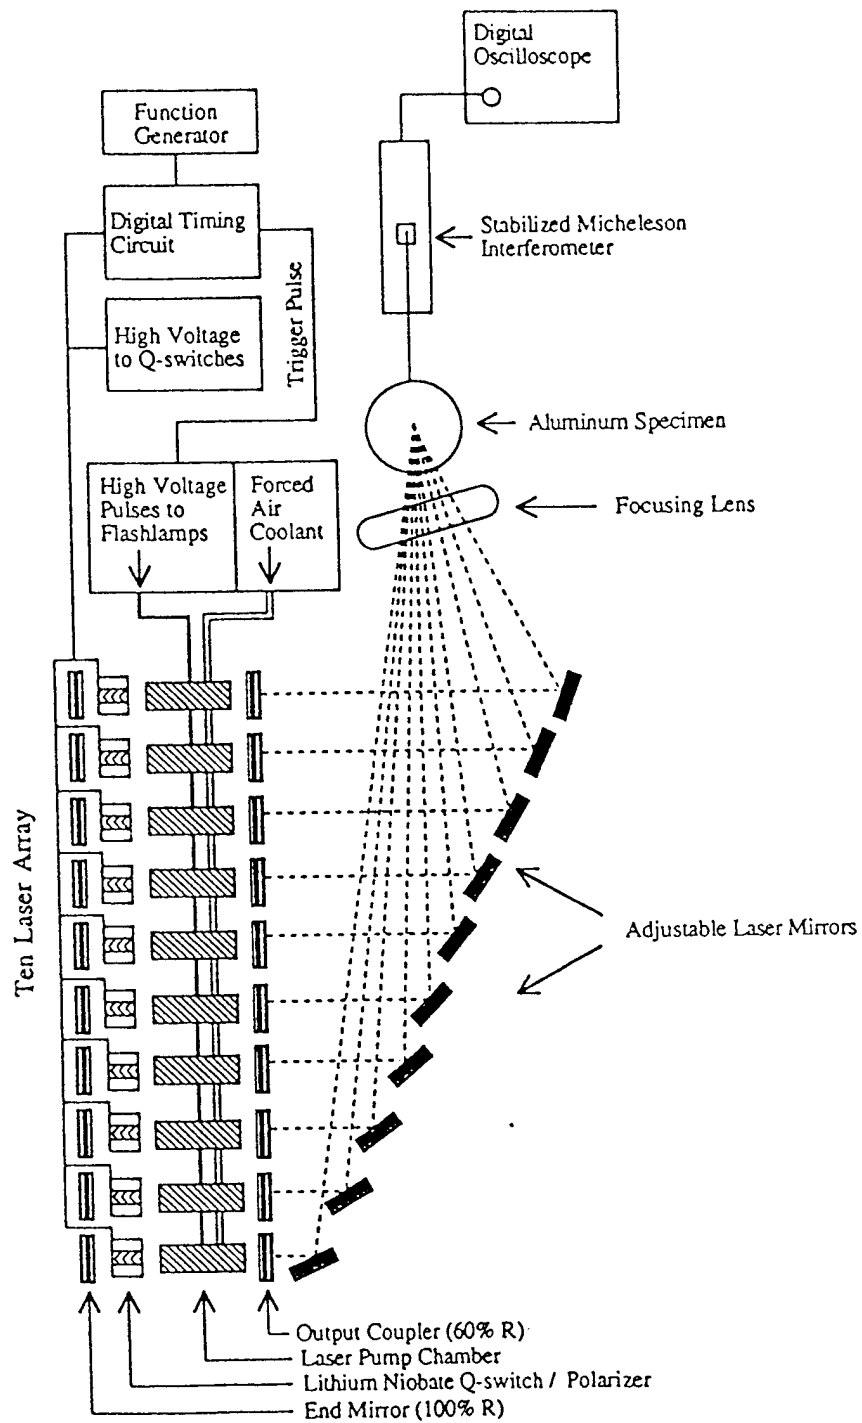 Digital
Oscilloscope
Function
Generator
Digital Timing
Circuit
Stabilized Micheleson
Interferometer
Trigger Pulse
High Voltage
to Q-switches
Aluminum Specimen
High Voltage
Pulses to
Flashlamps
Forced
Air
Coolant
Focusing Lens
Ten Laser Array
Adjustable Laser Mirrors
Output Coupler (60% R)
Laser Pump Chamber
Lithium Niobate Q-switch / Polarizer
End Mirror (100% R)